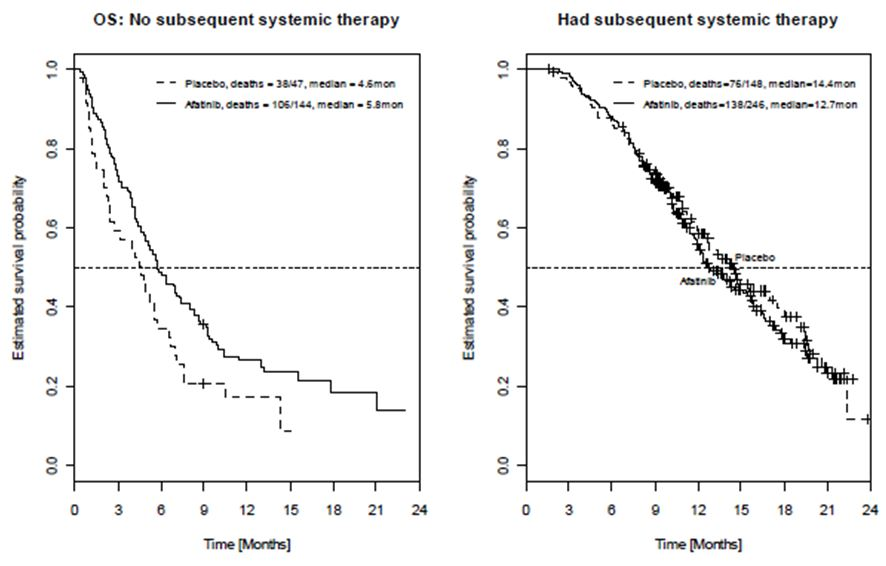 OS: No subsequent systemic therapy
Placebo, deaths = 38/47, median = 4.6mon
Afatinib, deaths = 106/144, median = 5.8mon
Estimated survival probability
1.0
0.8
0.6
0.4
0.2
0.0
0 3 6 9 12 15 18 21 24
Time [Months]
Had subsequent systemic therapy
Placebo, deaths=76/148, median=14.4mon
Afatinib, deaths=138/246, median=12.7mon
Estimated survival probability
1.0
0.8
0.6
0.4
0.2
0.0
Placebo
Afatinib
0 3 6 9 12 15 18 21 24
Time [Months]